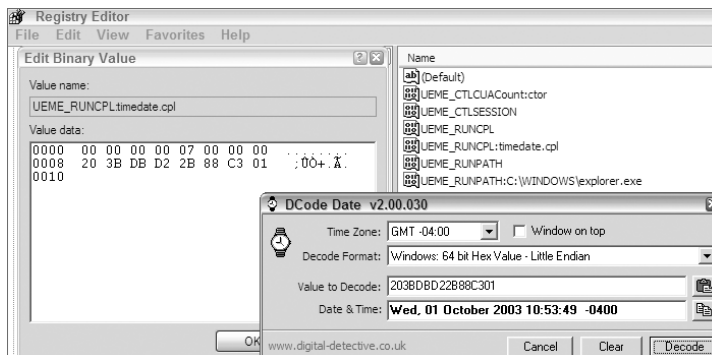 Registry Editor
File Edit View Favorites Help
Edit Binary Value
Value name:
UEME_RUNCPL:timedate.cpl
Value data:
0000 00 00 00 00 07 00 00 00 ........
0008 20 3B DB D2 2B 88 C3 01 ;ÛÒ+.Ã.
0010
OK
Name
ab (Default)
UEME_CTLCUACount:ctor
UEME_CTLSESSION
UEME_RUNCPL
UEME_RUNCPL:timedate.cpl
UEME_RUNPATH
UEME_RUNPATH:C:\WINDOWS\explorer.exe
DCode Date v2.00.030
Time Zone: GMT -04:00 Window on top
Decode Format: Windows: 64 bit Hex Value - Little Endian
Value to Decode: 203BDBD22B88C301
Date & Time: Wed, 01 October 2003 10:53:49 -0400
www.digital-detective.co.uk Cancel Clear Decode